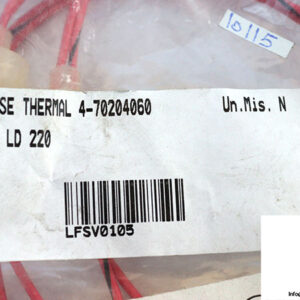 10115
SE THERMAL 4-70204060 Un.Mis. N
LD 220
LFSV0105